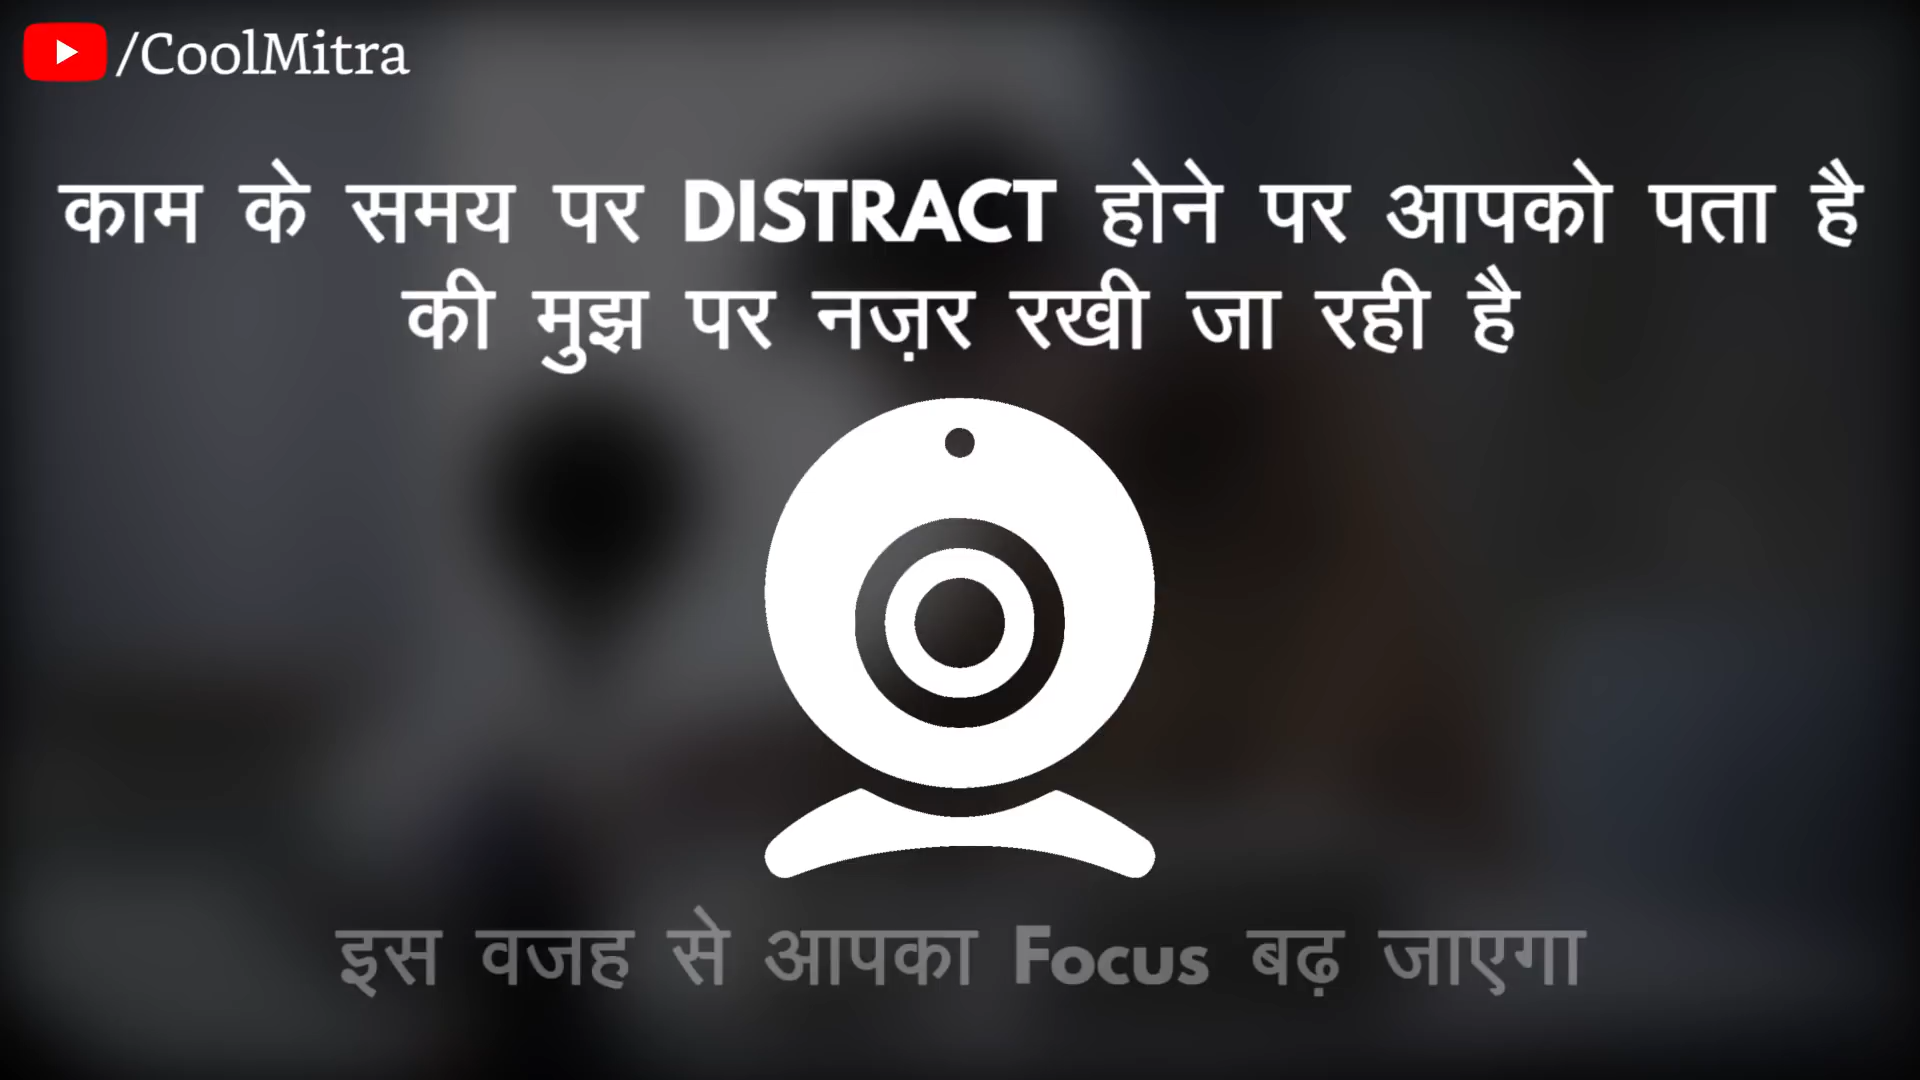 /CoolMitra
काम के समय पर DISTRACT होने पर आपको पता है
की मुझ पर नज़र रखी जा रही है
इस वजह से आपका Focus बढ़ जाएगा